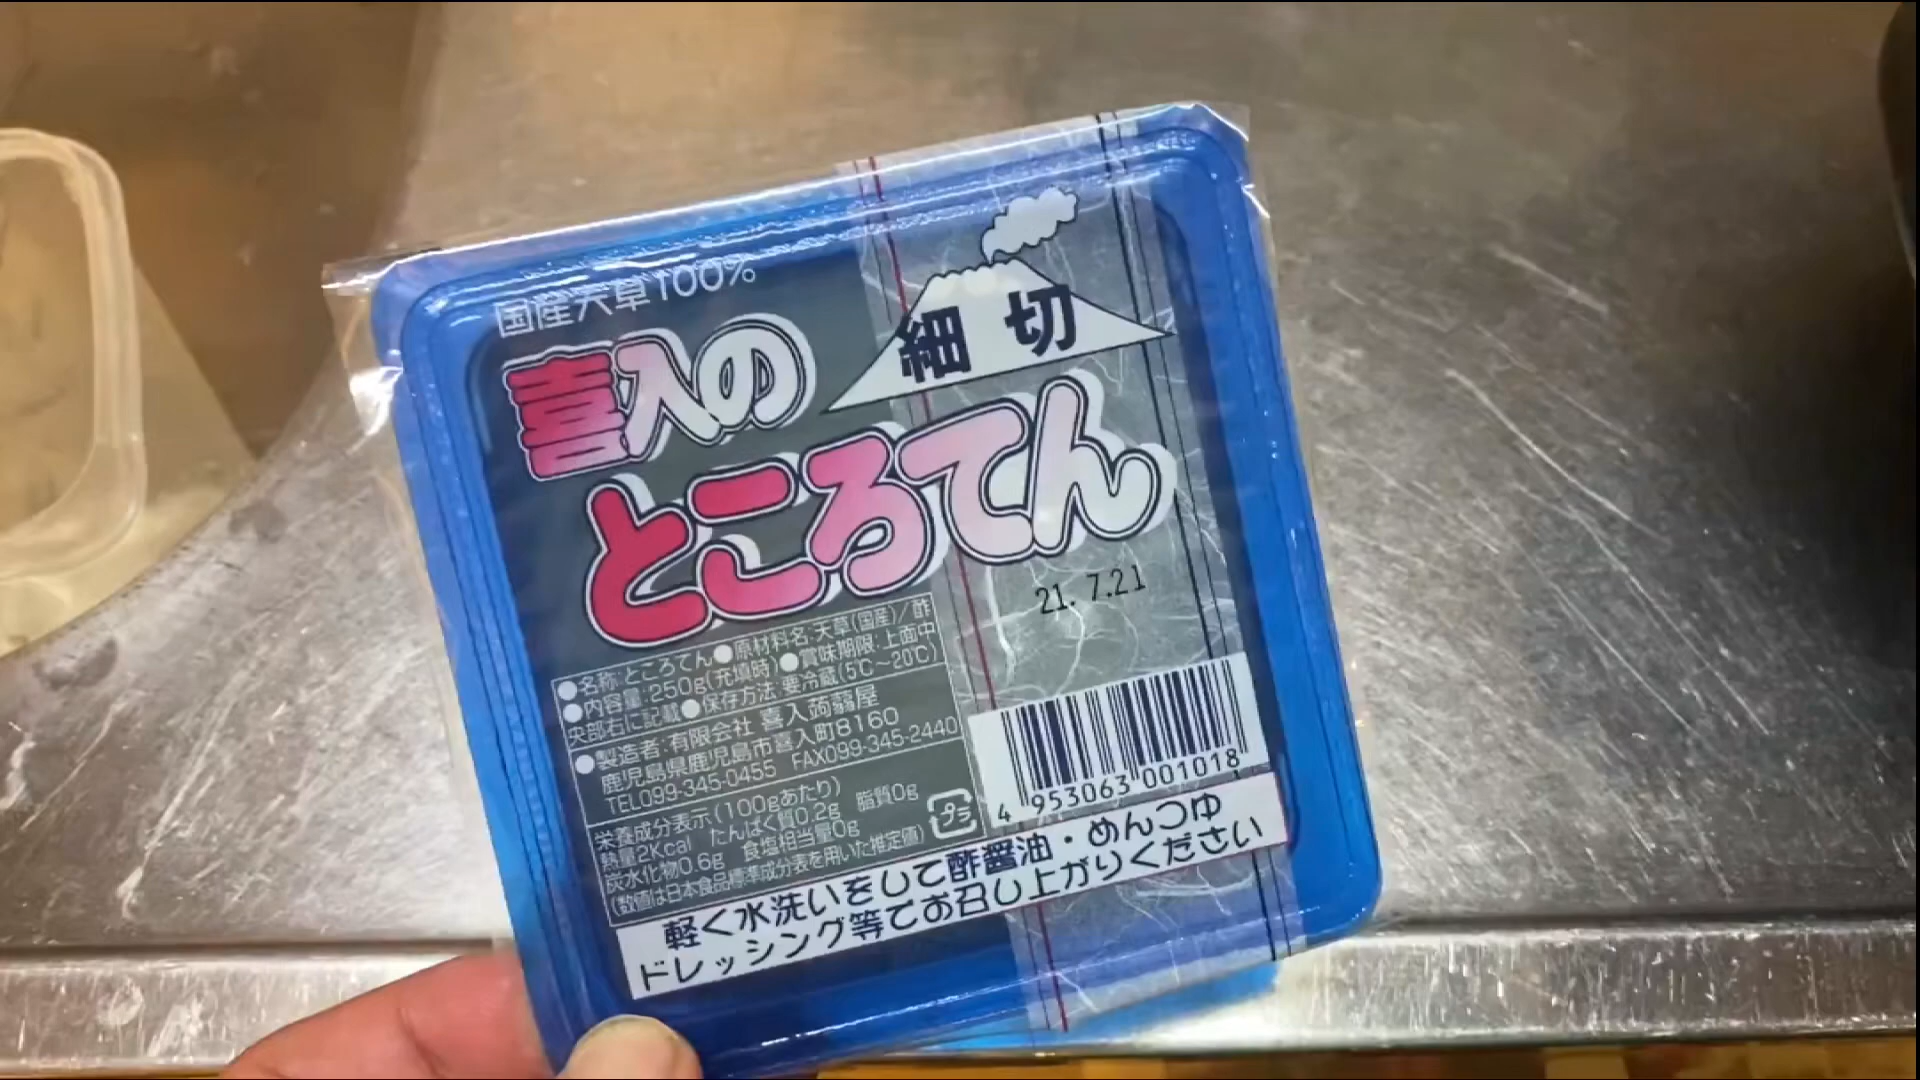 国産天草100%
喜入の
細切
ところてん
21.7.21
●名称:ところてん●原材料名:天草(国産)/酢
●内容量:250g(充填時)●賞味期限:上面中
央部右に記載●保存方法:要冷蔵(5℃～20℃)
●製造者:有限会社 喜入蒟蒻屋
鹿児島県鹿児島市喜入町8160
TEL099-345-0455 FAX099-345-2440
栄養成分表示(100gあたり)
熱量2Kcal たんぱく質0.2g 脂質0g
炭水化物0.6g 食塩相当量0g
(数値は日本食品標準成分表を用いた推定値)
プラ
4 953063 001018
軽く水洗いをして酢醤油・めんつゆ
ドレッシング等でお召し上がりください